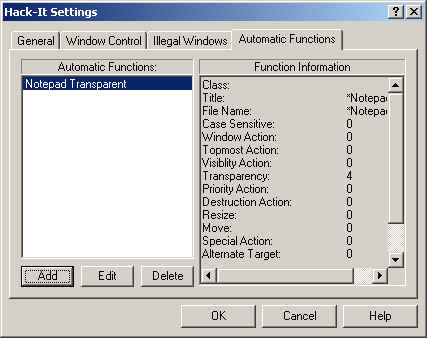 Hack-It Settings
General Window Control Illegal Windows Automatic Functions
Automatic Functions:
Notepad Transparent
Function Information
Class:
Title: *Notepad
File Name: *Notepad
Case Sensitive: 0
Window Action: 0
Topmost Action: 0
Visiblity Action: 0
Transparency: 4
Priority Action: 0
Destruction Action: 0
Resize: 0
Move: 0
Special Action: 0
Alternate Target: 0
Add Edit Delete
OK Cancel Help